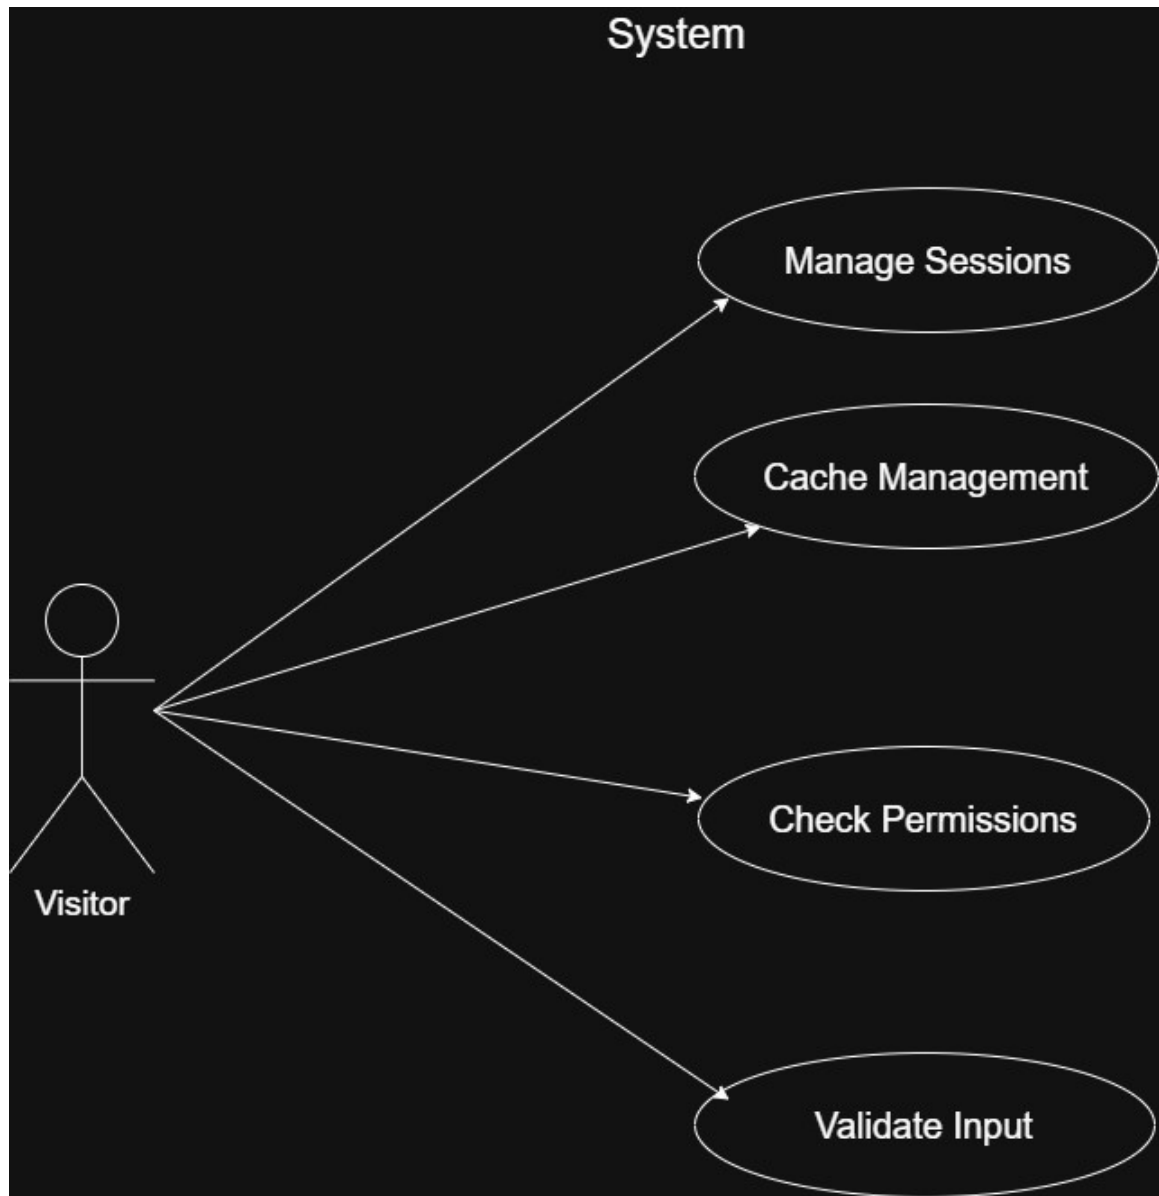 System
Manage Sessions
Cache Management
Check Permissions
Visitor
Validate Input